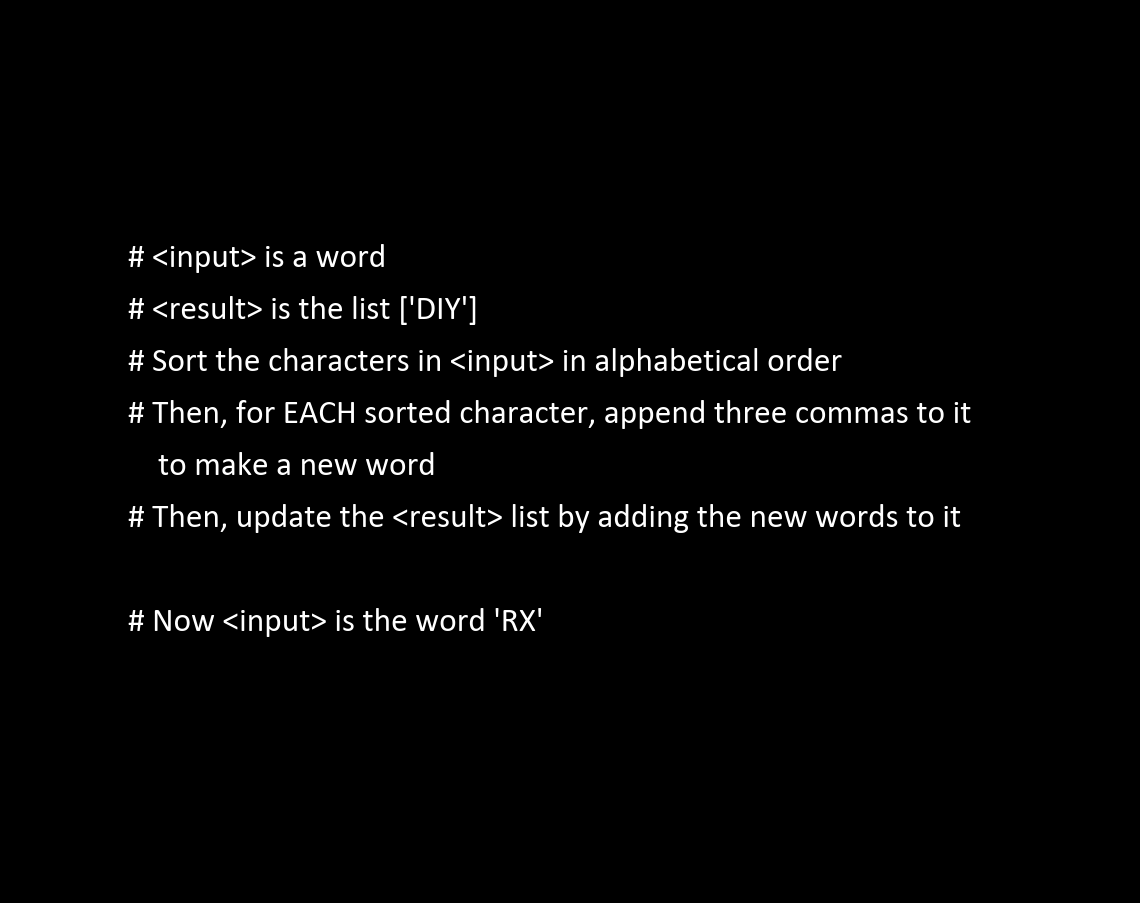 # <input> is a word
# <result> is the list ['DIY']
# Sort the characters in <input> in alphabetical order
# Then, for EACH sorted character, append three commas to it
to make a new word
# Then, update the <result> list by adding the new words to it
# Now <input> is the word 'RX'